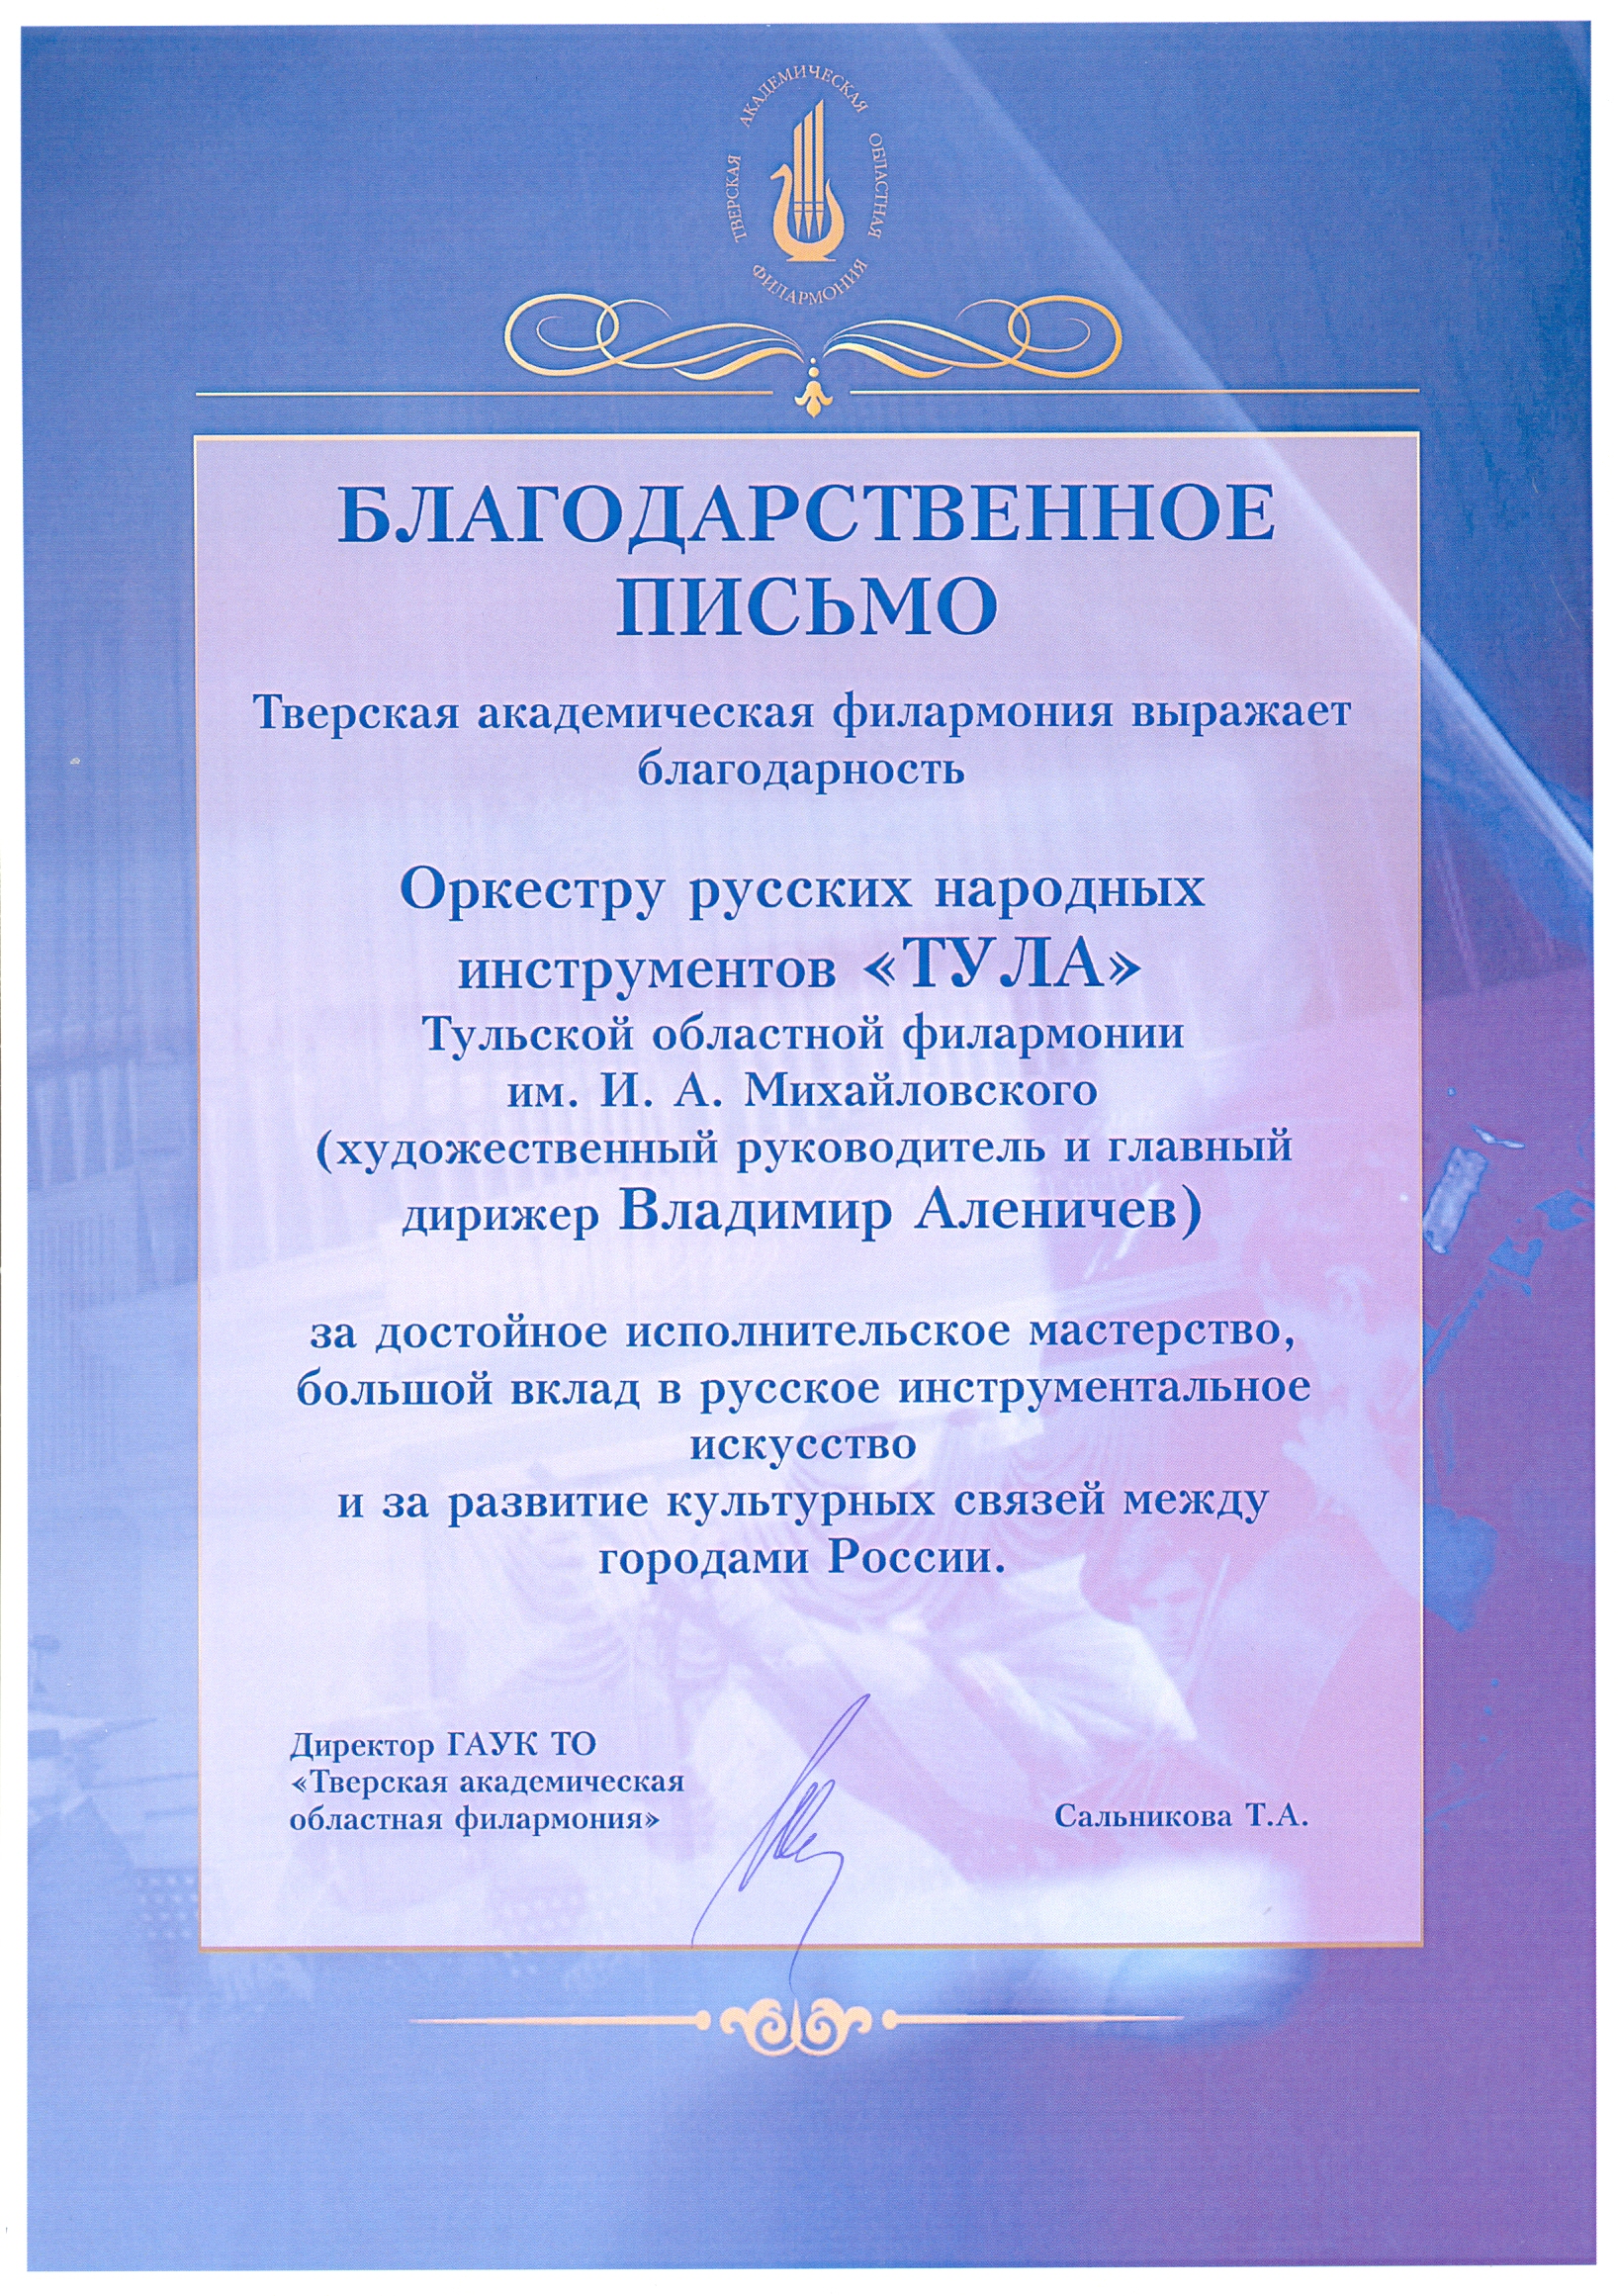 ТВЕРСКАЯ АКАДЕМИЧЕСКАЯ ОБЛАСТНАЯ ФИЛАРМОНИЯ
БЛАГОДАРСТВЕННОЕ
ПИСЬМО
Тверская академическая филармония выражает
благодарность
Оркестру русских народных
инструментов «ТУЛА»
Тульской областной филармонии
им. И. А. Михайловского
(художественный руководитель и главный
дирижер Владимир Аленичев)
за достойное исполнительское мастерство,
большой вклад в русское инструментальное
искусство
и за развитие культурных связей между
городами России.
Директор ГАУК ТО
«Тверская академическая
областная филармония»
Сальникова Т.А.